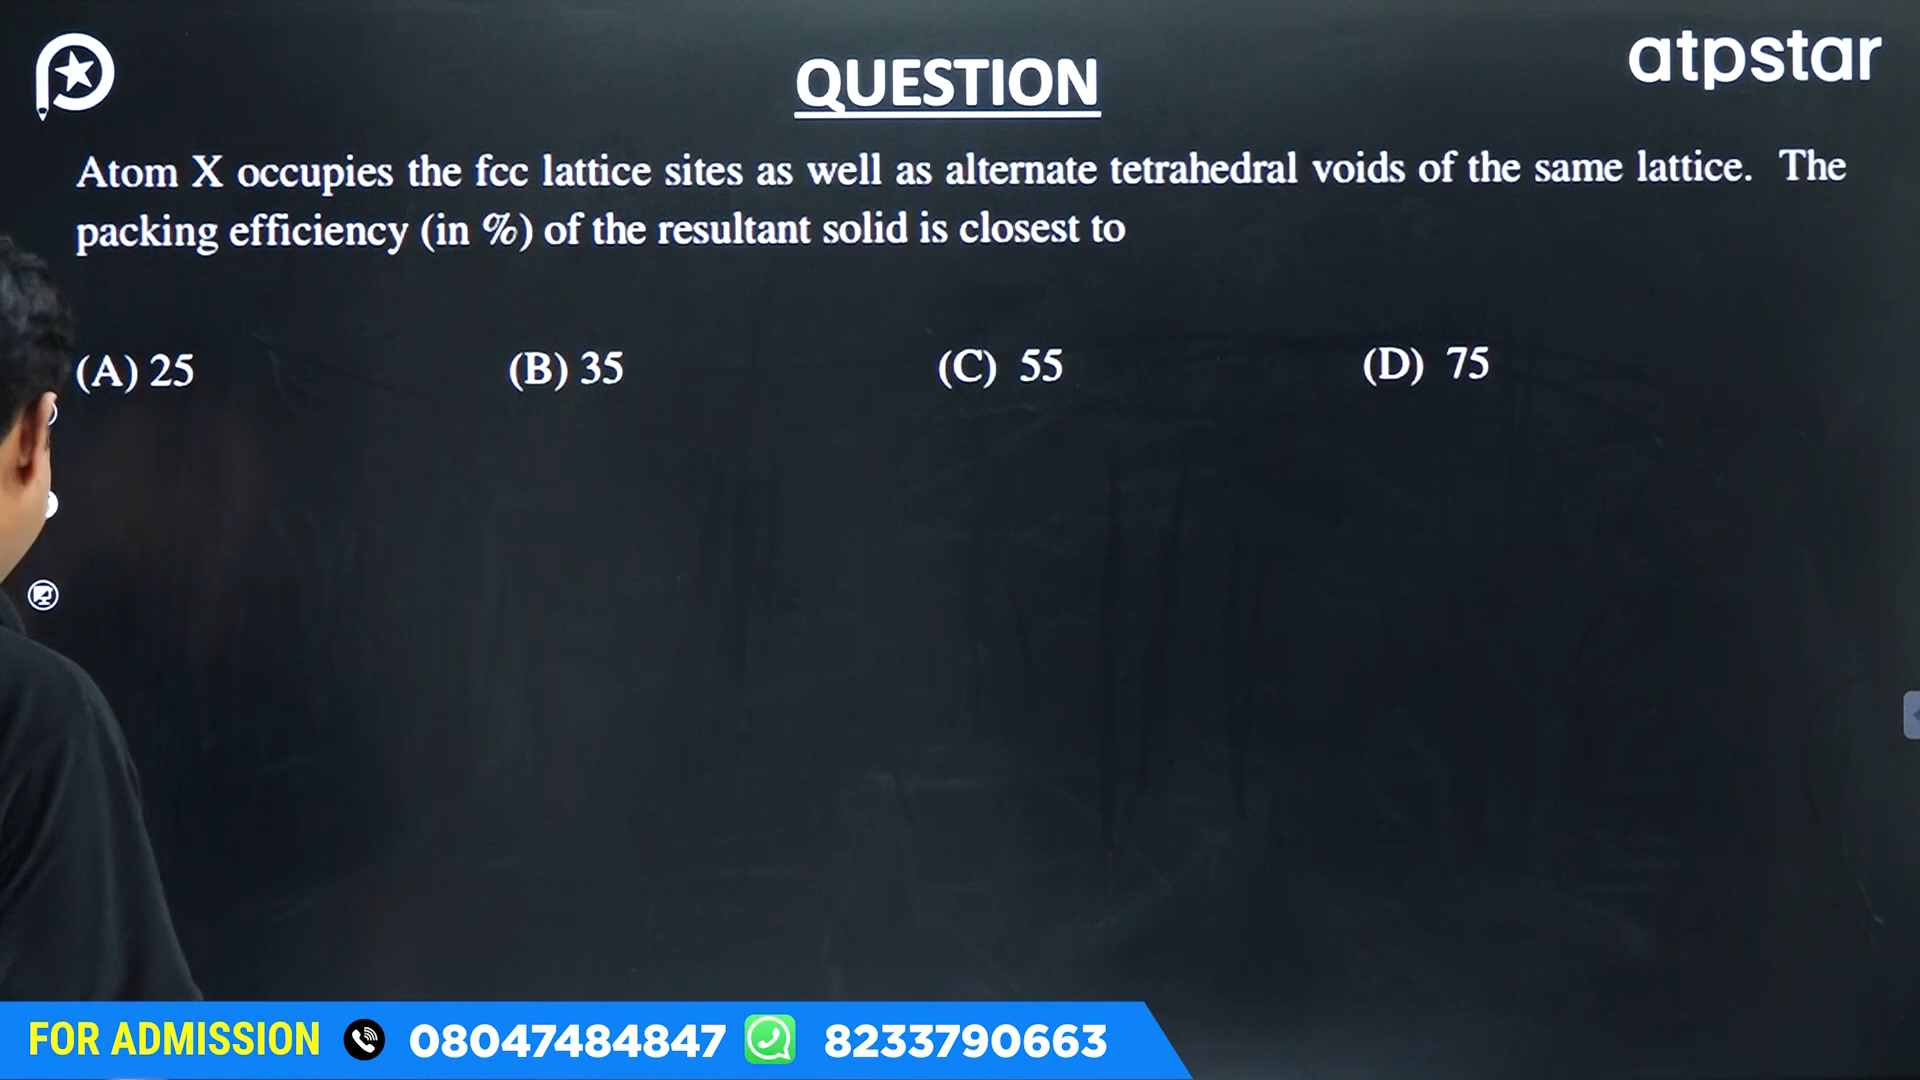 atpstar
QUESTION
Atom X occupies the fcc lattice sites as well as alternate tetrahedral voids of the same lattice. The
packing efficiency (in %) of the resultant solid is closest to
(A) 25 (B) 35 (C) 55 (D) 75
FOR ADMISSION 08047484847 8233790663